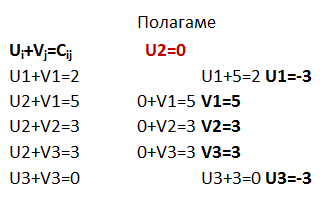 Полагаме
Ui+Vj=Cij U2=0
U1+V1=2 U1+5=2 U1=-3
U2+V1=5 0+V1=5 V1=5
U2+V2=3 0+V2=3 V2=3
U2+V3=3 0+V3=3 V3=3
U3+V3=0 U3+3=0 U3=-3